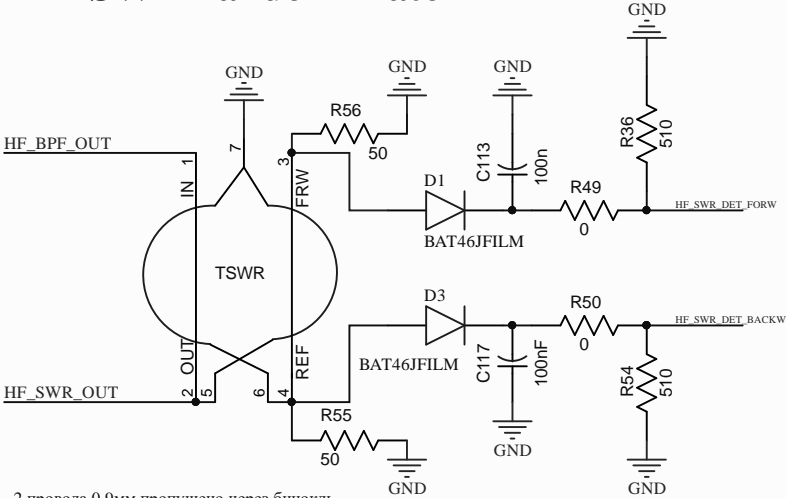 GND
GND
GND
GND
R56
50
R36
510
HF_BPF_OUT
1
7
3
C113
100n
IN
FRW
D1
R49
0
HF_SWR_DET_FORW
BAT46JFILM
TSWR
D3
R50
0
HF_SWR_DET_BACKW
OUT
REF
BAT46JFILM
C117
100nF
R54
510
HF_SWR_OUT
2
5
6
4
R55
50
GND
GND
GND
2 провода 0.9мм пропущено через бинокль